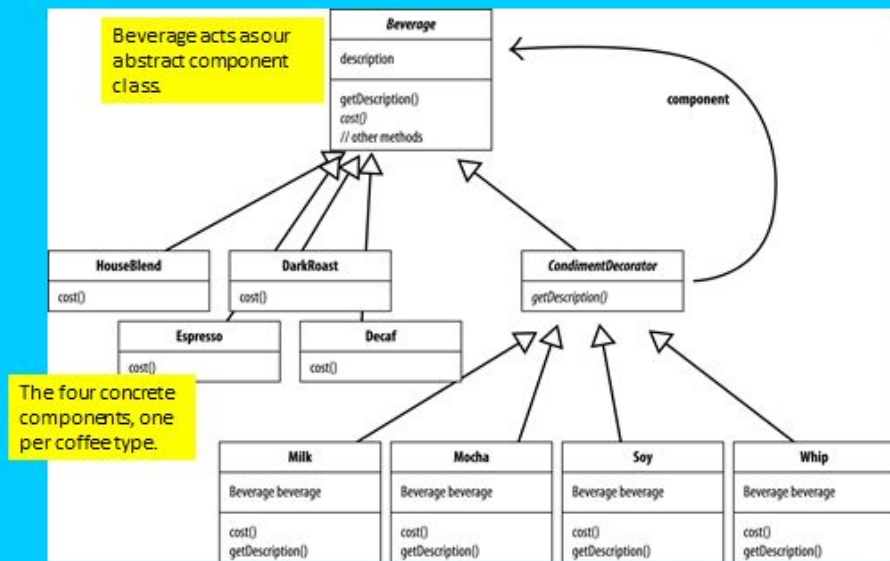 Beverage acts as our
abstract component
class.
Beverage
description
getDescription()
cost()
// other methods
component
HouseBlend
cost()
DarkRoast
cost()
CondimentDecorator
getDescription()
Espresso
cost()
Decaf
cost()
The four concrete
components, one
per coffee type.
Milk
Beverage beverage
cost()
getDescription()
Mocha
Beverage beverage
cost()
getDescription()
Soy
Beverage beverage
cost()
getDescription()
Whip
Beverage beverage
cost()
getDescription()